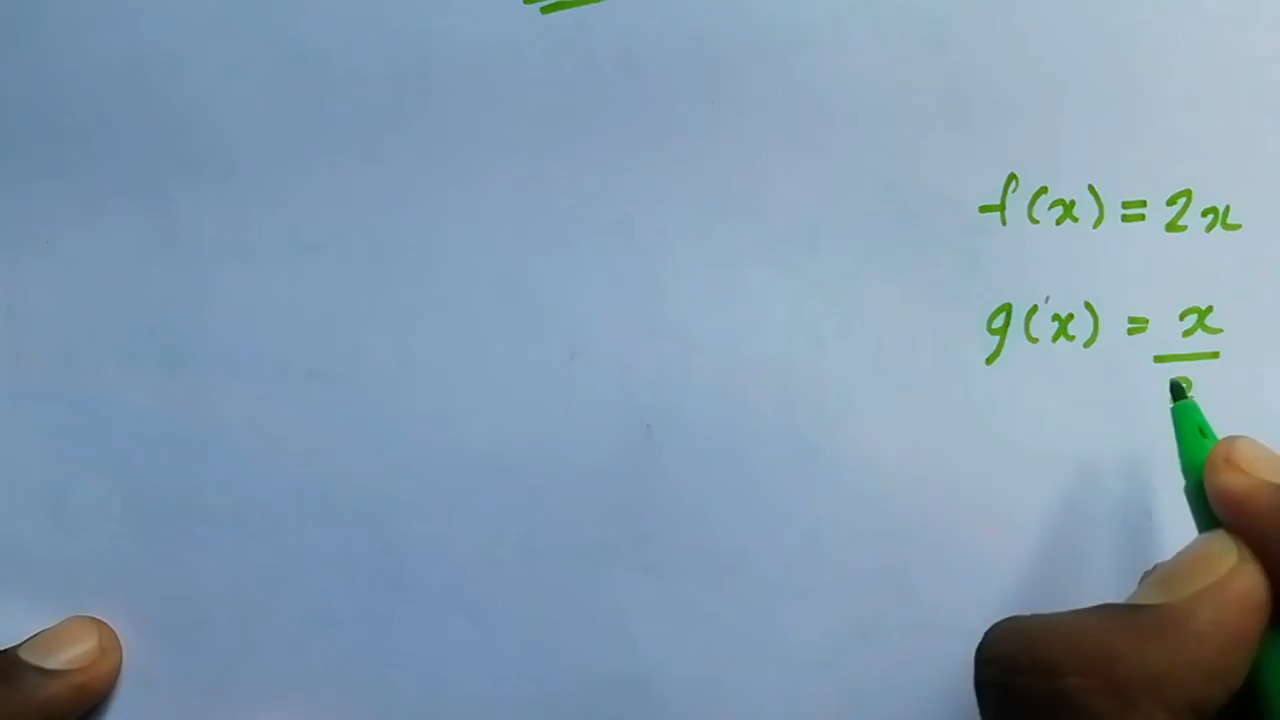 f(x) = 2x
g(x) = x